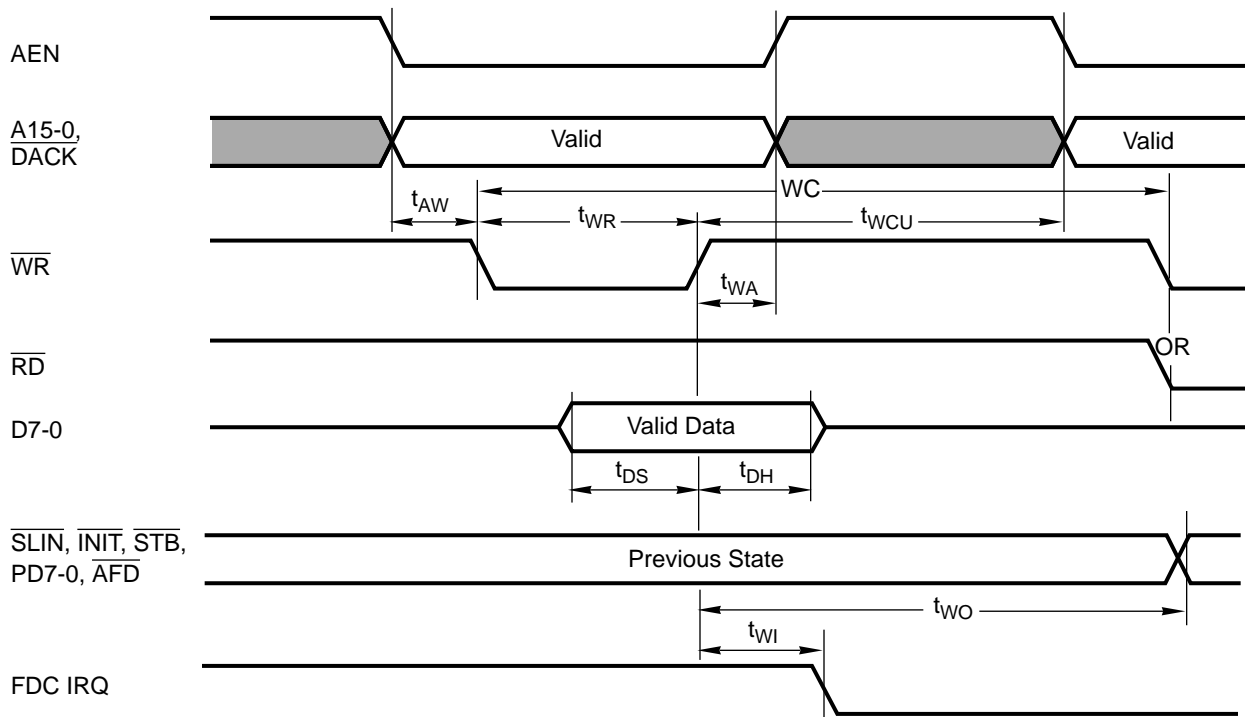 AEN
A15-0,
DACK
Valid
Valid
WC
tAW
tWR
tWCU
WR
tWA
RD
OR
D7-0
Valid Data
tDS
tDH
SLIN, INIT, STB,
PD7-0, AFD
Previous State
tWO
tWI
FDC IRQ